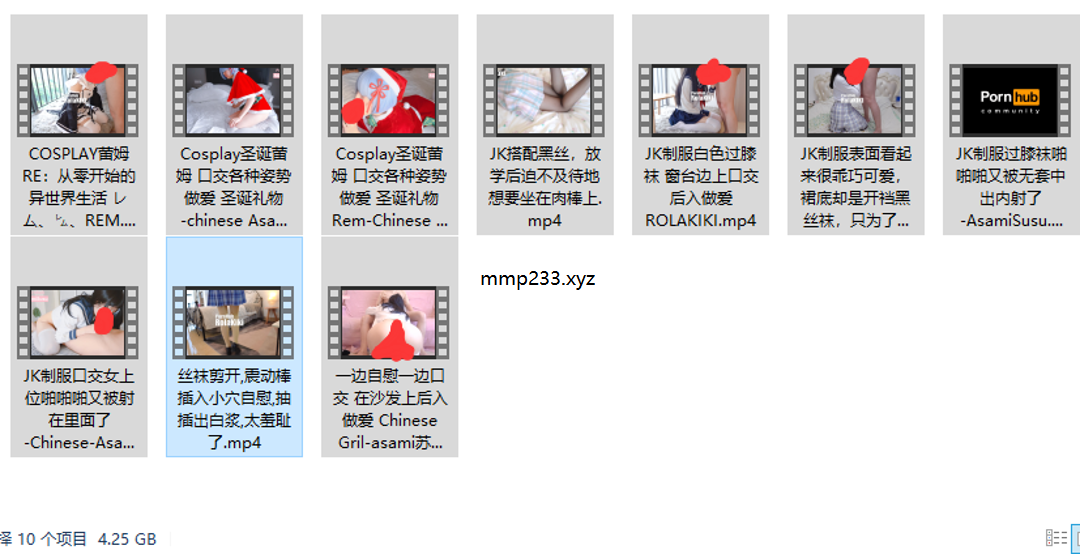 COSPLAY蕾姆
RE：从零开始的
异世界生活 レ
ム、㍕、REM....
Cosplay圣诞蕾
姆 口交各种姿势
做爱 圣诞礼物
-chinese Asa...
Cosplay圣诞蕾
姆 口交各种姿势
做爱 圣诞礼物
Rem-Chinese ...
JK搭配黑丝，放
学后迫不及待地
想要坐在肉棒上.
mp4
JK制服白色过膝
袜 窗台边上口交
后入做爱
ROLAKIKI.mp4
JK制服表面看起
来很乖巧可爱，
裙底却是开裆黑
丝袜，只为了...
Pornhub
community
JK制服过膝袜啪
啪啪又被无套中
出内射了
-AsamiSusu....
JK制服口交女上
位啪啪啪又被射
在里面了
-Chinese-Asa...
RolaKiki
丝袜剪开,震动棒
插入小穴自慰,抽
插出白浆,太羞耻
了.mp4
一边自慰一边口
交 在沙发上后入
做爱 Chinese
Gril-asami苏...
mmp233.xyz
择 10 个项目 4.25 GB